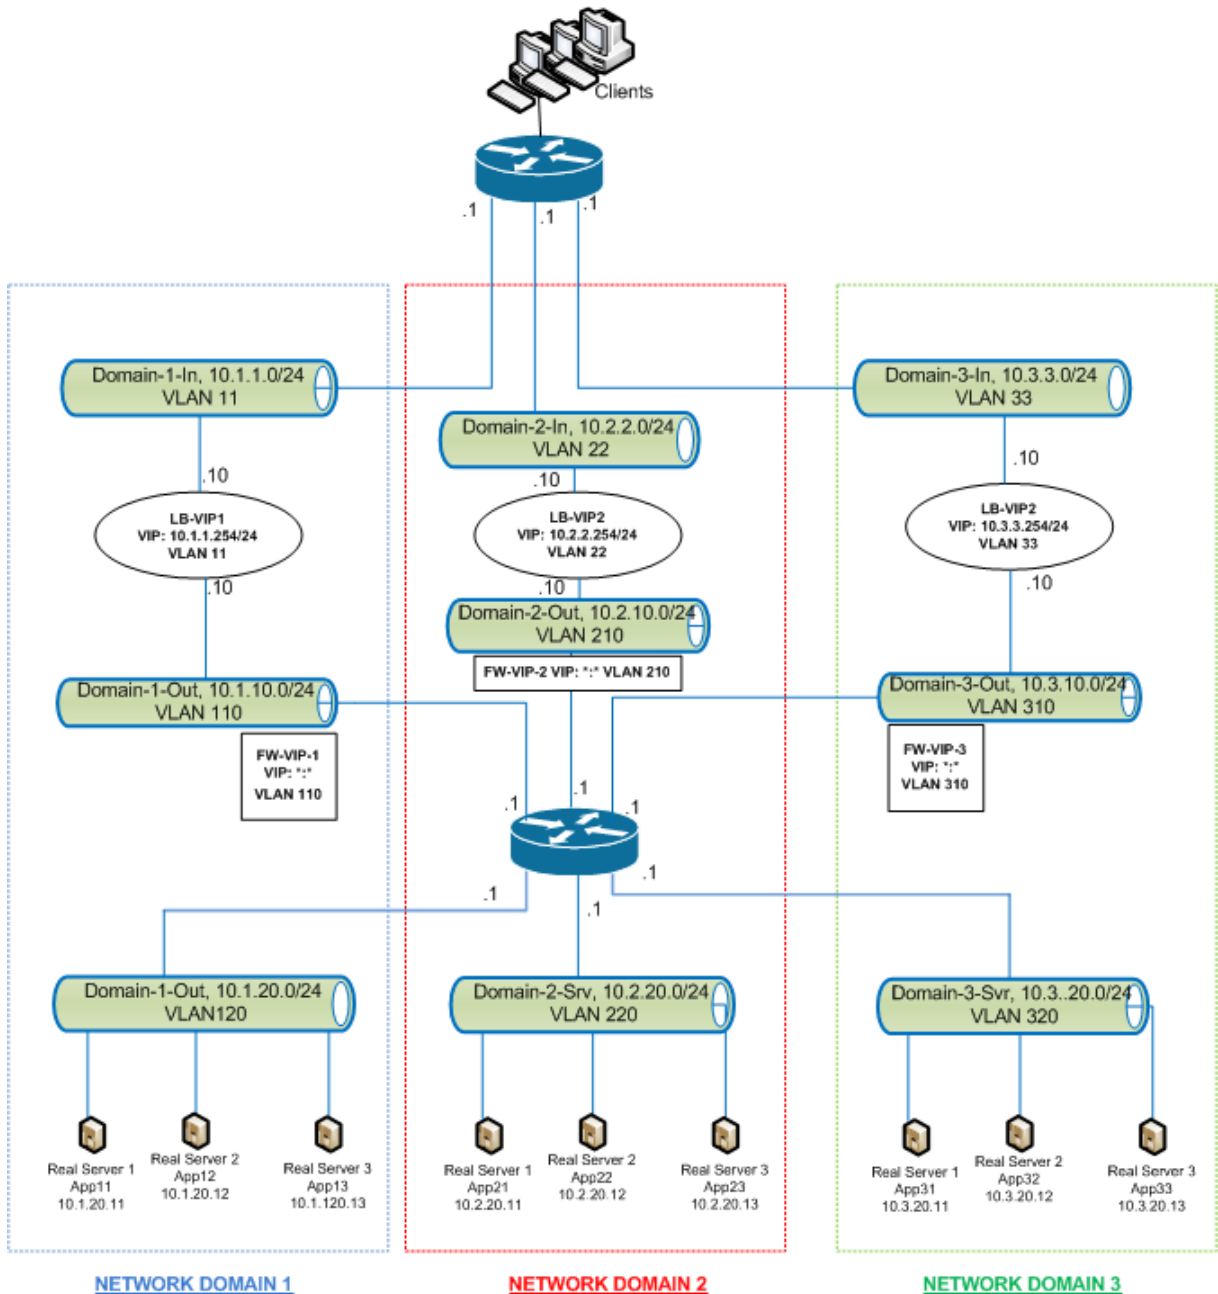 Clients
.1
.1
.1
Domain-1-In, 10.1.1.0/24
VLAN 11
Domain-2-In, 10.2.2.0/24
VLAN 22
Domain-3-In, 10.3.3.0/24
VLAN 33
.10
.10
.10
LB-VIP1
VIP: 10.1.1.254/24
VLAN 11
LB-VIP2
VIP: 10.2.2.254/24
VLAN 22
LB-VIP2
VIP: 10.3.3.254/24
VLAN 33
.10
.10
.10
Domain-2-Out, 10.2.10.0/24
VLAN 210
FW-VIP-2 VIP: *:* VLAN 210
Domain-1-Out, 10.1.10.0/24
VLAN 110
Domain-3-Out, 10.3.10.0/24
VLAN 310
FW-VIP-1
VIP: *:*
VLAN 110
FW-VIP-3
VIP: *:*
VLAN 310
.1
.1
.1
.1
.1
.1
Domain-1-Out, 10.1.20.0/24
VLAN120
Domain-2-Srv, 10.2.20.0/24
VLAN 220
Domain-3-Svr, 10.3..20.0/24
VLAN 320
Real Server 1
App11
10.1.20.11
Real Server 2
App12
10.1.20.12
Real Server 3
App13
10.1.120.13
Real Server 1
App21
10.2.20.11
Real Server 2
App22
10.2.20.12
Real Server 3
App23
10.2.20.13
Real Server 1
App31
10.3.20.11
Real Server 2
App32
10.3.20.12
Real Server 3
App33
10.3.20.13
NETWORK DOMAIN 1
NETWORK DOMAIN 2
NETWORK DOMAIN 3